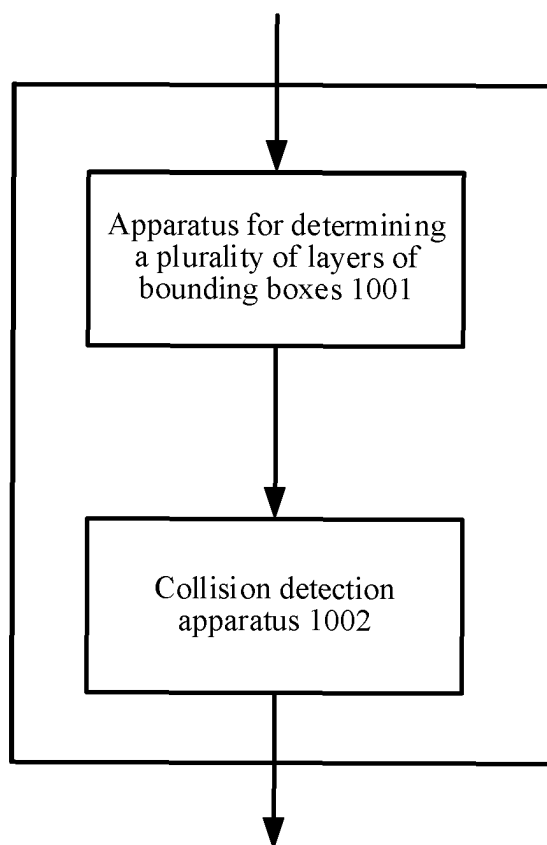 Apparatus for determining
a plurality of layers of
bounding boxes 1001
Collision detection
apparatus 1002